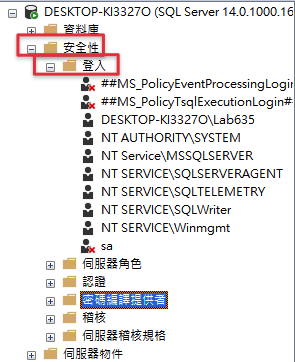 DESKTOP-KI3327O (SQL Server 14.0.1000.16
資料庫
安全性
登入
##MS_PolicyEventProcessingLogin
##MS_PolicyTsqlExecutionLogin#
DESKTOP-KI3327O\Lab635
NT AUTHORITY\SYSTEM
NT Service\MSSQLSERVER
NT SERVICE\SQLSERVERAGENT
NT SERVICE\SQLTELEMETRY
NT SERVICE\SQLWriter
NT SERVICE\Winmgmt
sa
伺服器角色
認證
密碼編譯提供者
稽核
伺服器稽核規格
伺服器物件